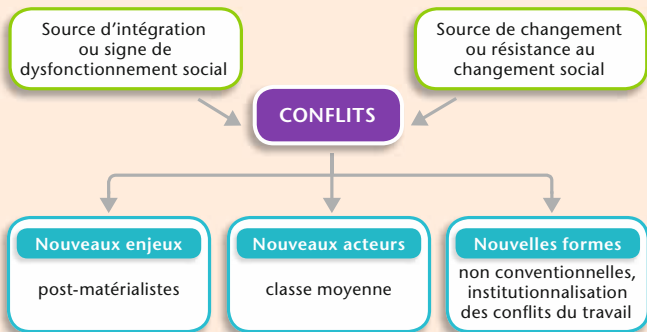 Source d'intégration
ou signe de
dysfonctionnement social
Source de changement
ou résistance au
changement social
CONFLITS
Nouveaux enjeux
post-matérialistes
Nouveaux acteurs
classe moyenne
Nouvelles formes
non conventionnelles,
institutionnalisation
des conflits du travail